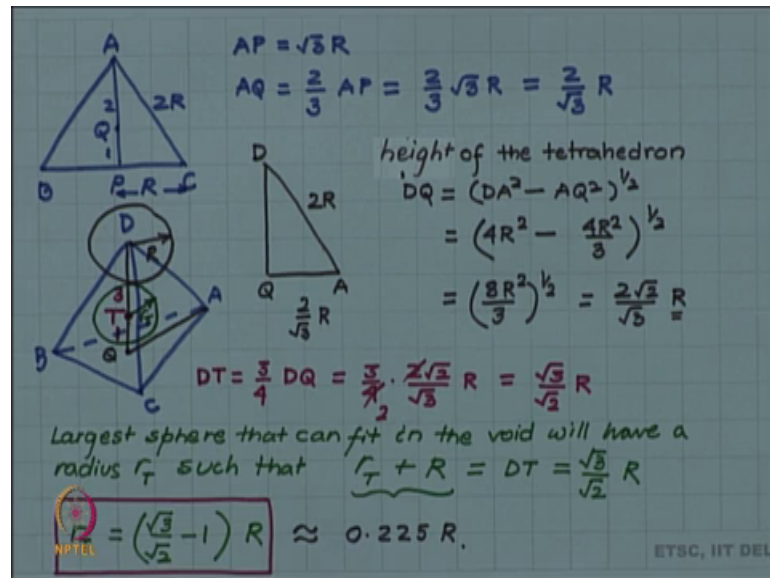 A
2
Q
1
2R
B P ←R→ C
AP = √3 R
AQ = 2/3 AP = 2/3 √3 R = 2/√3 R
D
2R
Q A
2/√3 R
height of the tetrahedron
DQ = (DA² − AQ²)^½
= (4R² − 4R²/3)^½
= (8R²/3)^½ = 2√2/√3 R
D
R
3
T
1
Q
A
B
C
DT = 3/4 DQ = 3/4 2 · 2√2/√3 R = √3/√2 R
Largest sphere that can fit in the void will have a
radius r_T such that r_T + R = DT = √3/√2 R
= (√3/√2 − 1) R ≈ 0.225 R.
NPTEL
ETSC, IIT DEL